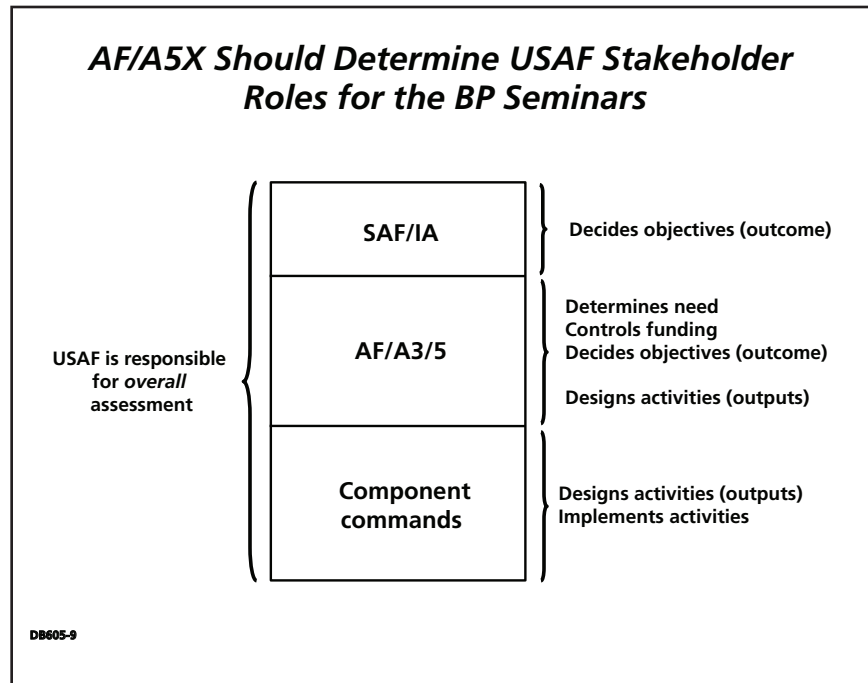 AF/A5X Should Determine USAF Stakeholder
Roles for the BP Seminars
USAF is responsible
for overall
assessment
SAF/IA
Decides objectives (outcome)
AF/A3/5
Determines need
Controls funding
Decides objectives (outcome)
Designs activities (outputs)
Component
commands
Designs activities (outputs)
Implements activities
DB605-9